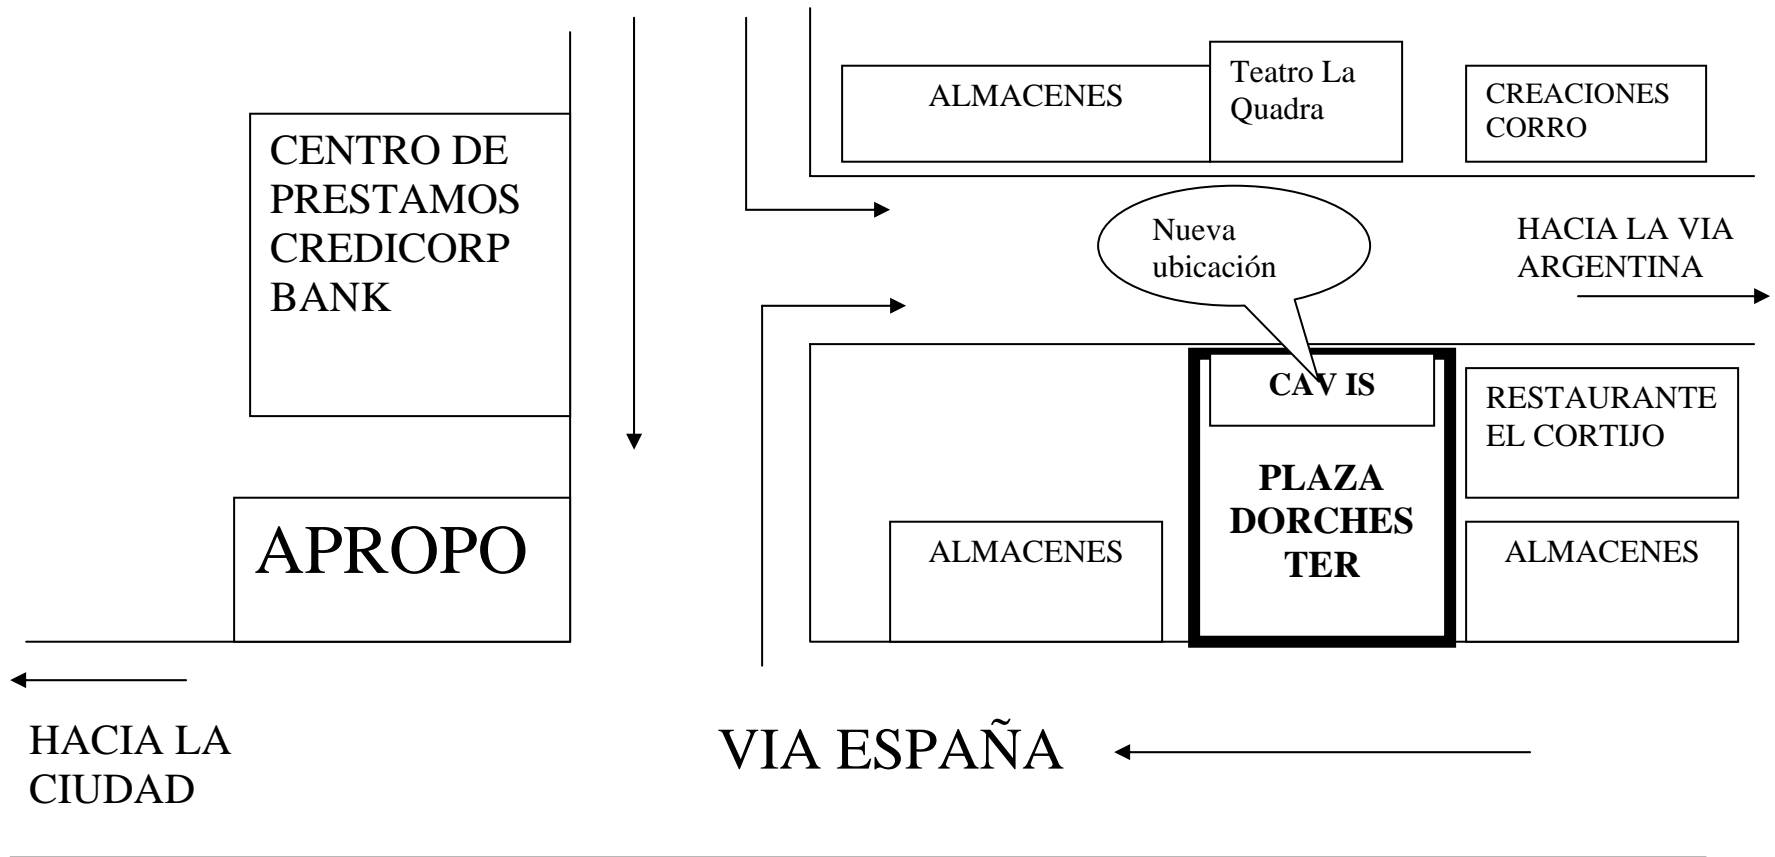 ALMACENES
Teatro La
Quadra
CREACIONES
CORRO
CENTRO DE
PRESTAMOS
CREDICORP
BANK
Nueva
ubicación
HACIA LA VIA
ARGENTINA
CAV IS
RESTAURANTE
EL CORTIJO
PLAZA
DORCHES
TER
APROPO
ALMACENES
ALMACENES
HACIA LA
CIUDAD
VIA ESPAÑA